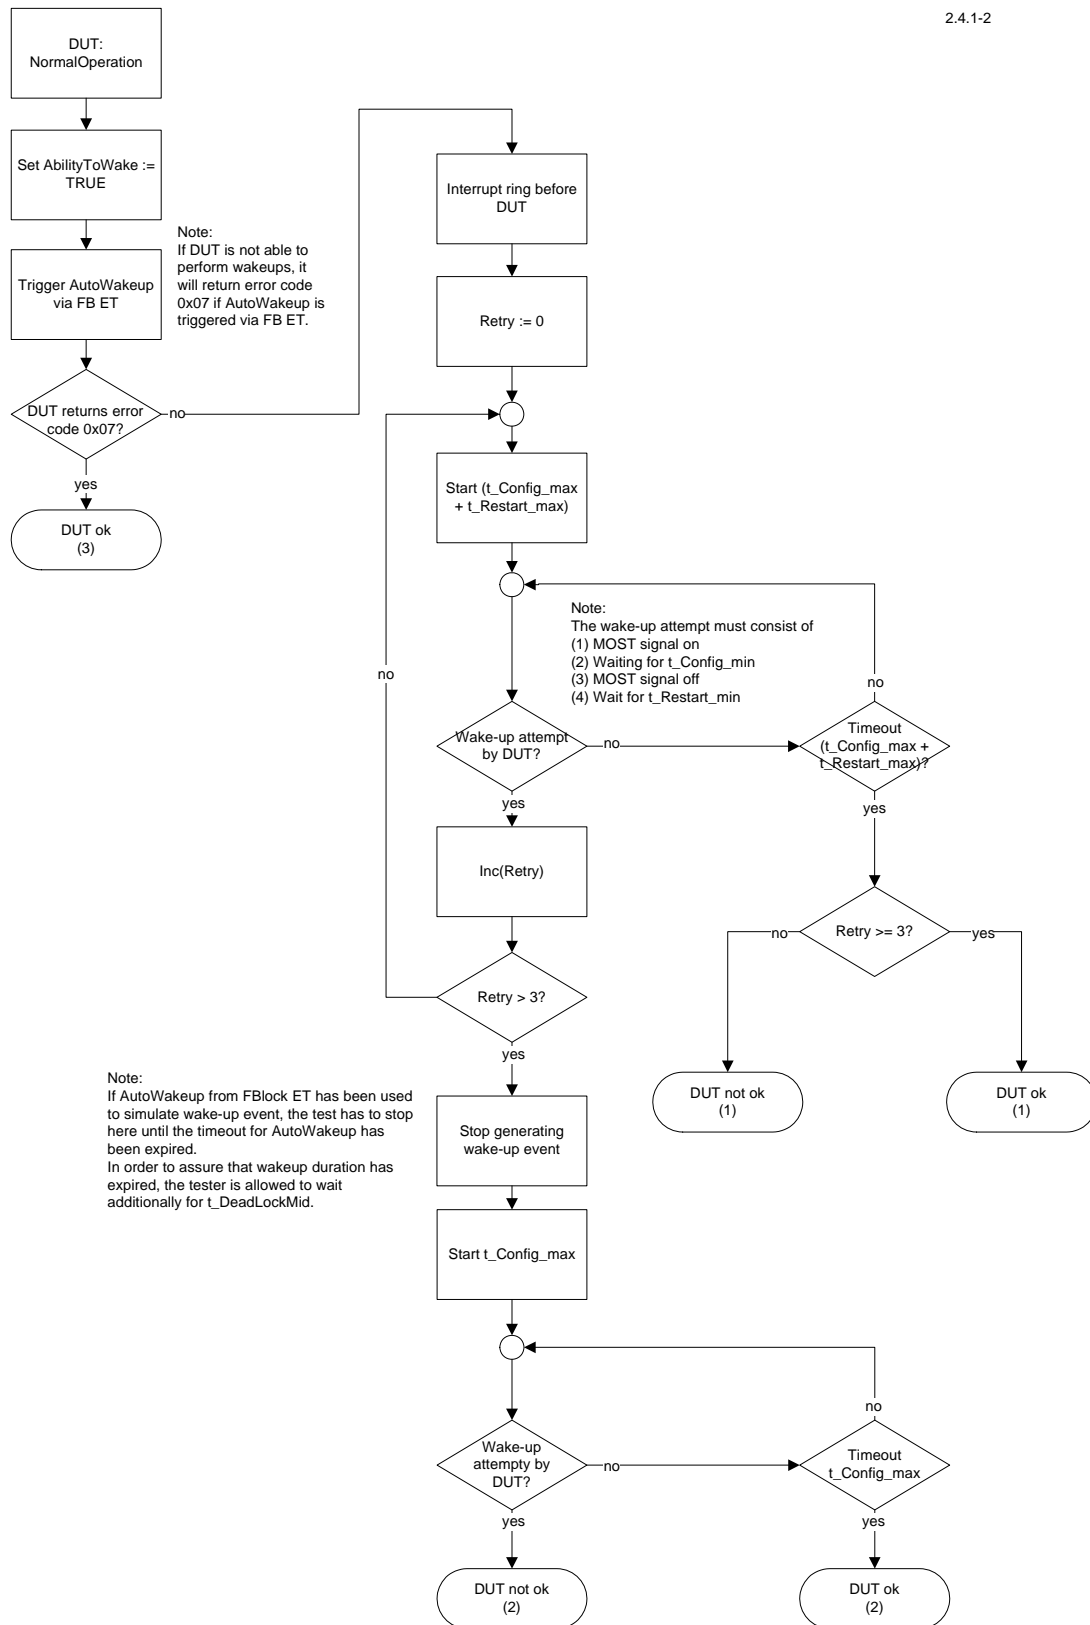 2.4.1-2
DUT:
NormalOperation
Set AbilityToWake :=
TRUE
Trigger AutoWakeup
via FB ET
Note:
If DUT is not able to
perform wakeups, it
will return error code
0x07 if AutoWakeup is
triggered via FB ET.
DUT returns error
code 0x07?
no
yes
DUT ok
(3)
Interrupt ring before
DUT
Retry := 0
Start (t_Config_max
+ t_Restart_max)
Note:
The wake-up attempt must consist of
(1) MOST signal on
(2) Waiting for t_Config_min
(3) MOST signal off
(4) Wait for t_Restart_min
no
no
Wake-up attempt
by DUT?
no
Timeout
(t_Config_max +
t_Restart_max)?
yes
yes
Inc(Retry)
Retry >= 3?
no
yes
Retry > 3?
yes
DUT not ok
(1)
DUT ok
(1)
Note:
If AutoWakeup from FBlock ET has been used
to simulate wake-up event, the test has to stop
here until the timeout for AutoWakeup has
been expired.
In order to assure that wakeup duration has
expired, the tester is allowed to wait
additionally for t_DeadLockMid.
Stop generating
wake-up event
Start t_Config_max
no
Wake-up
attempty by
DUT?
no
Timeout
t_Config_max
yes
yes
DUT not ok
(2)
DUT ok
(2)